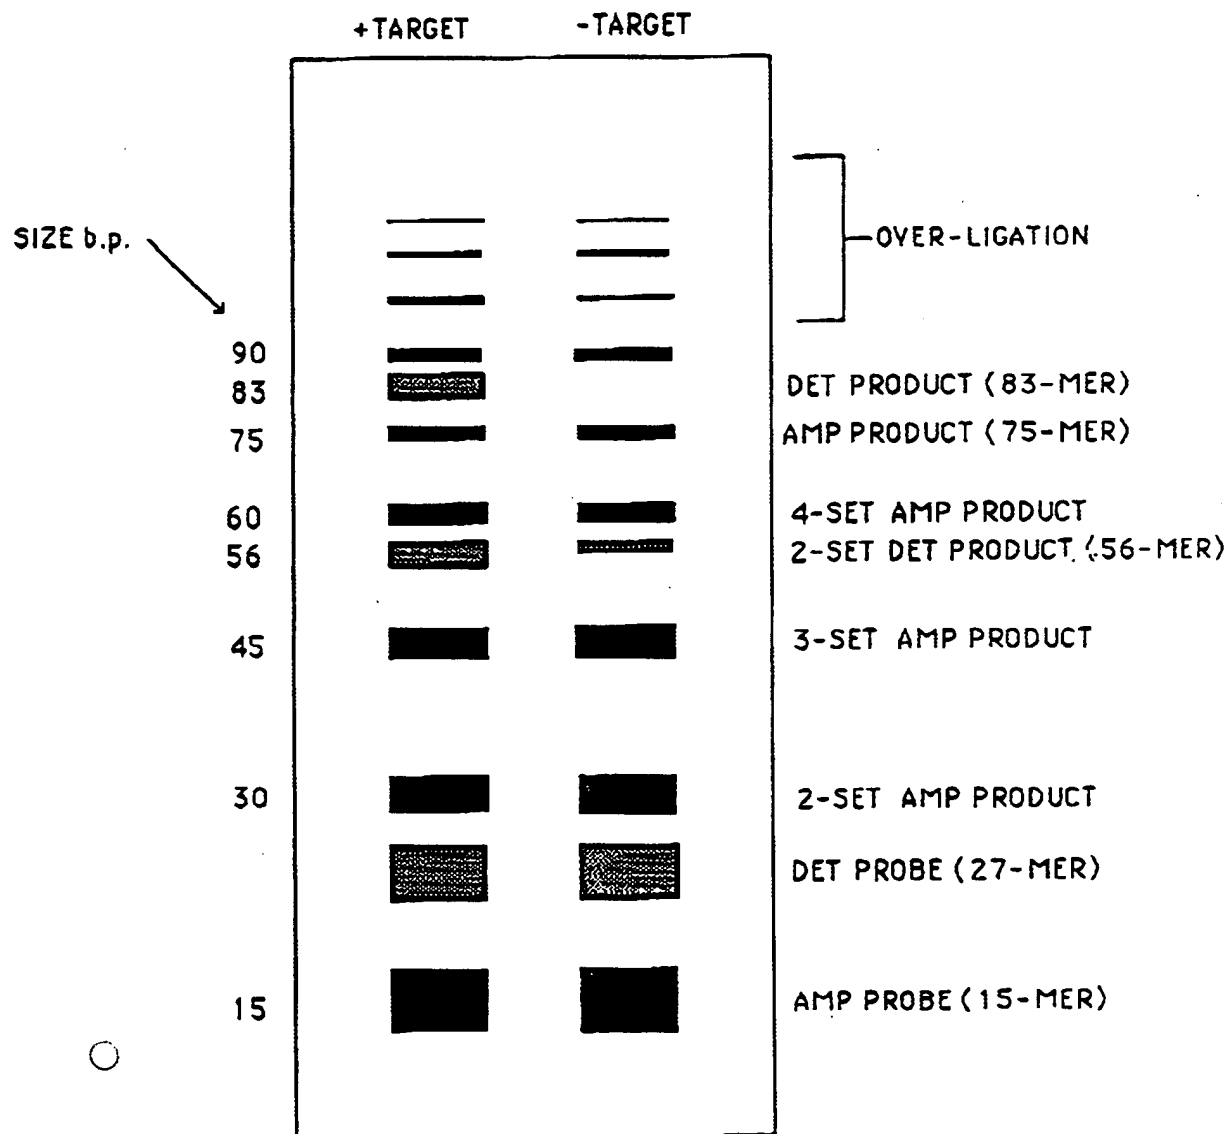 +TARGET -TARGET
SIZE b.p.
OVER-LIGATION
90
83 DET PRODUCT (83-MER)
75 AMP PRODUCT (75-MER)
60 4-SET AMP PRODUCT
56 2-SET DET PRODUCT. (56-MER)
45 3-SET AMP PRODUCT
30 2-SET AMP PRODUCT
DET PROBE (27-MER)
15 AMP PROBE (15-MER)